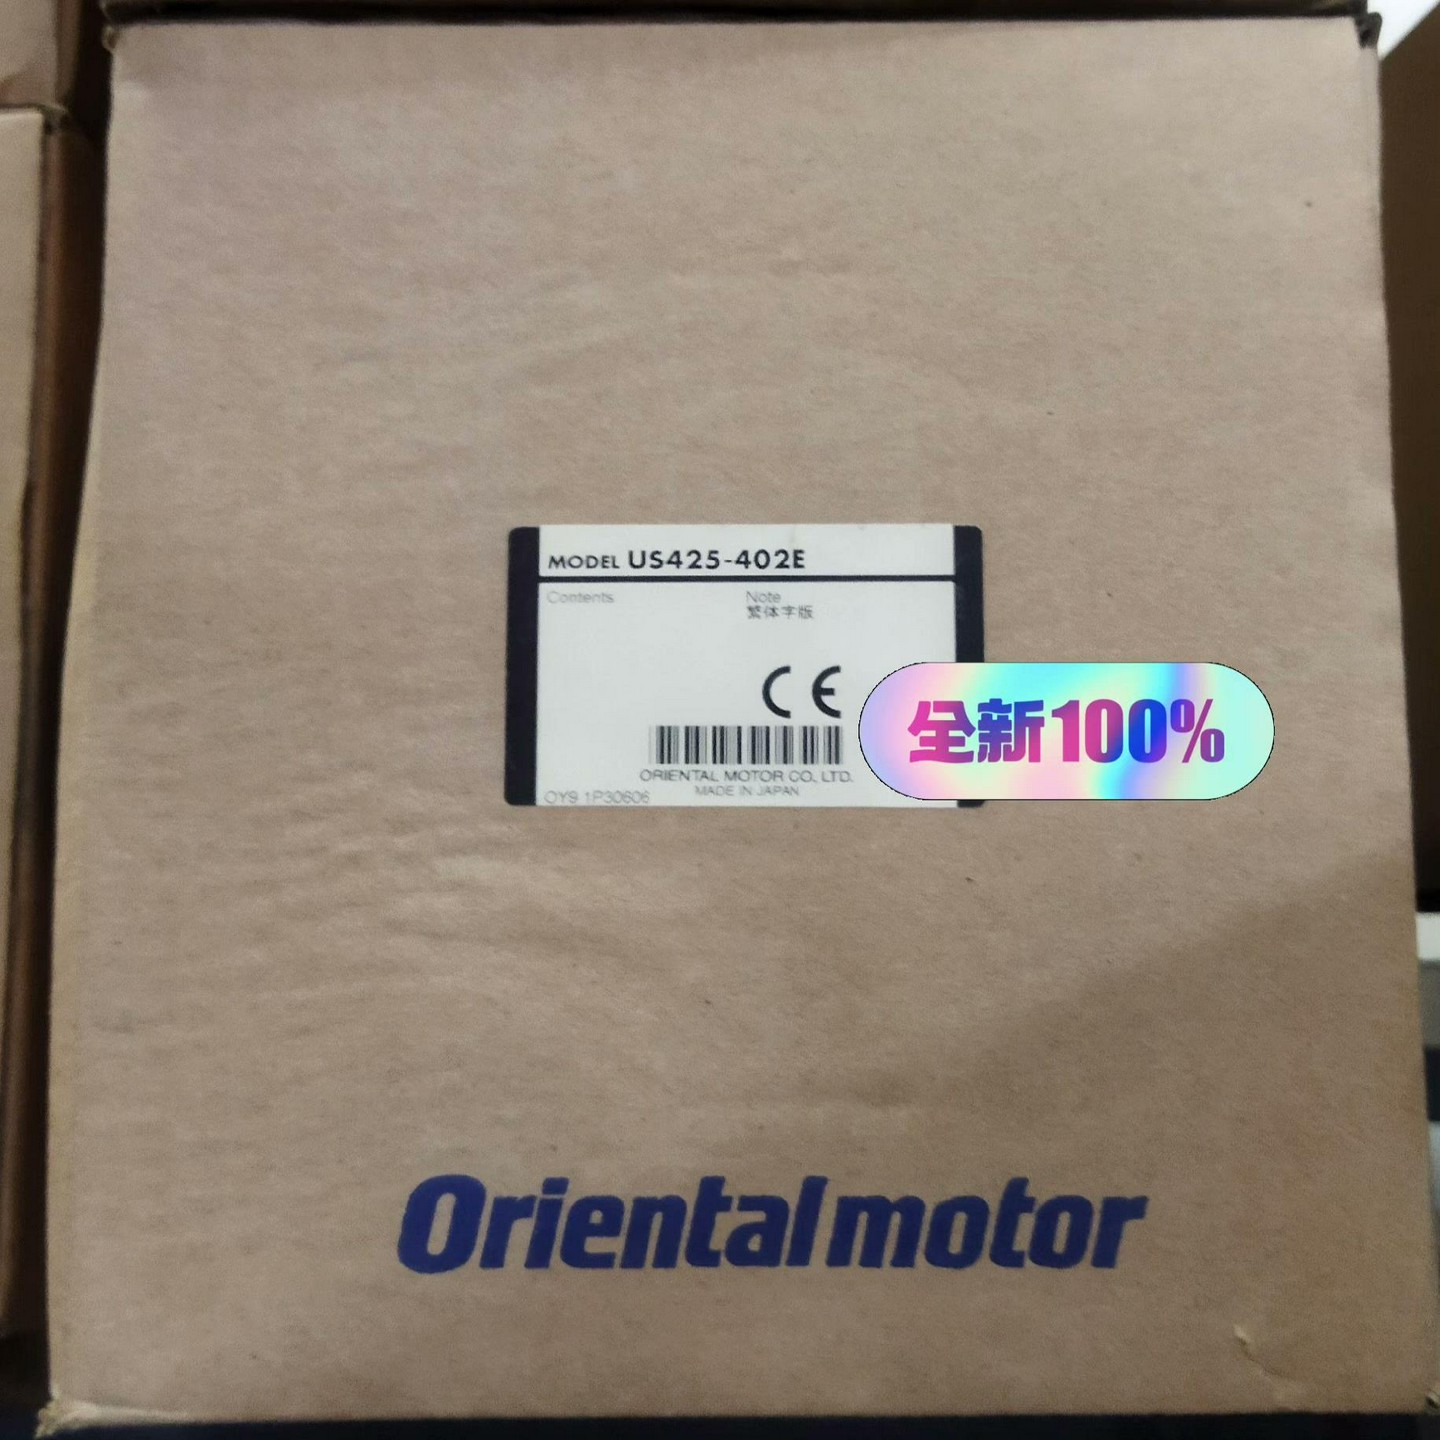 MODEL US425-402E
Contents
Note
繁体字版
CE
全新100%
ORIENTAL MOTOR CO., LTD.
MADE IN JAPAN
OY9 1P30606
Orientalmotor